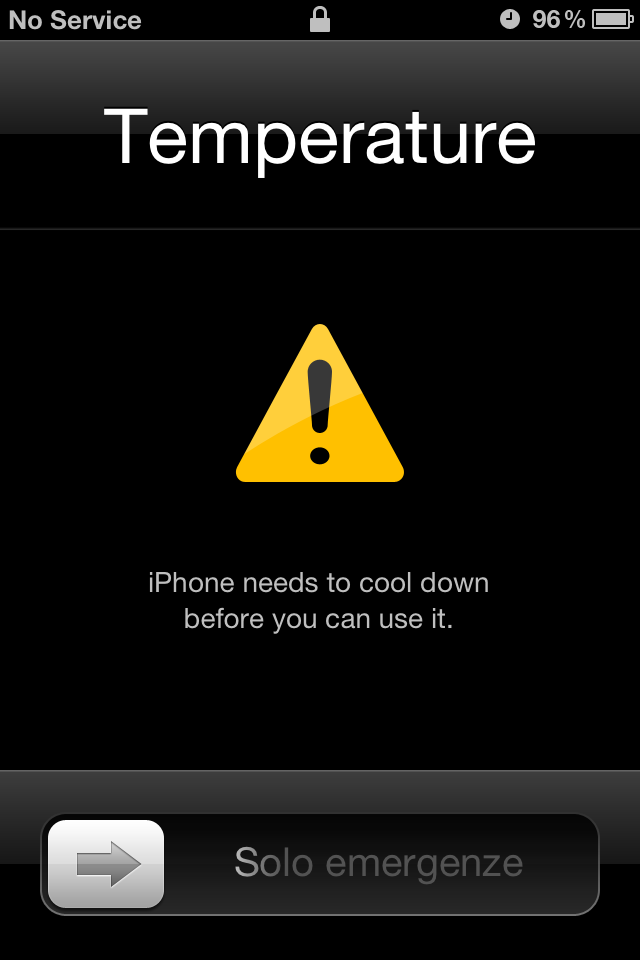 No Service 96%
Temperature
iPhone needs to cool down
before you can use it.
Solo emergenze